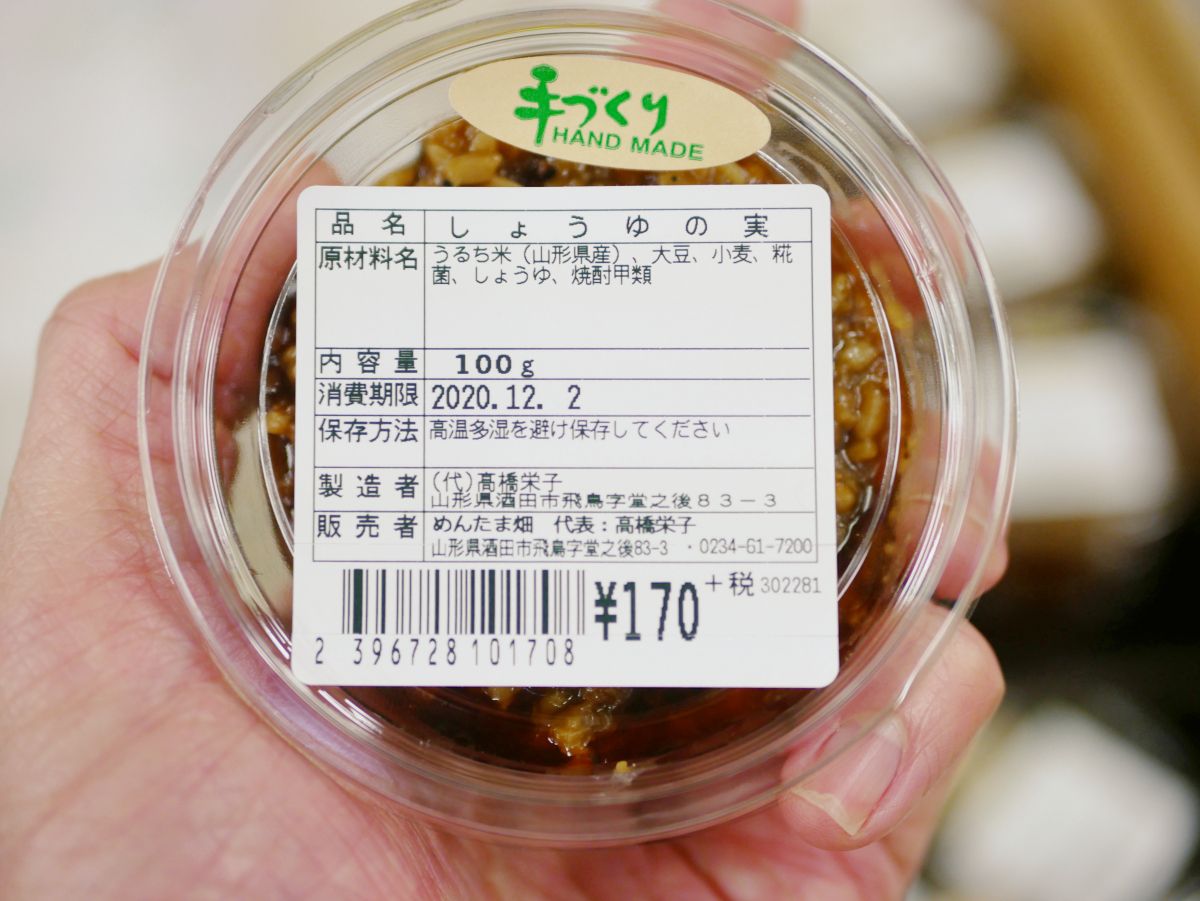 手づくり
HAND MADE
品名 しょうゆの実
原材料名 うるち米（山形県産）、大豆、小麦、糀
菌、しょうゆ、焼酎甲類
内容量 100g
消費期限 2020.12. 2
保存方法 高温多湿を避け保存してください
製造者 (代)高橋栄子
山形県酒田市飛鳥字堂之後８３－３
販売者 めんたま畑 代表：高橋栄子
山形県酒田市飛鳥字堂之後83-3 ・0234-61-7200
¥170 +税 302281
2 396728 101708